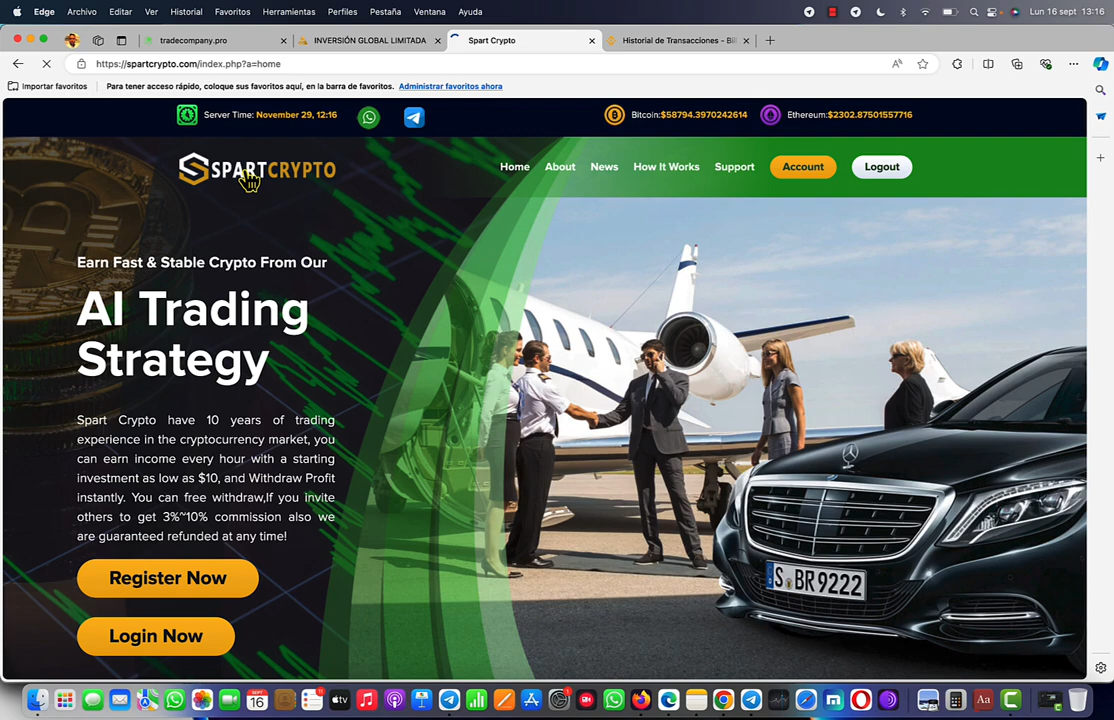 Edge Archivo Editar Ver Historial Favoritos Herramientas Perfiles Pestaña Ventana Ayuda Lun 16 sept 13:16
tradecompany.pro INVERSIÓN GLOBAL LIMITADA Spart Crypto Historial de Transacciones - Bil
https://spartcrypto.com/index.php?a=home
Importar favoritos Para tener acceso rápido, coloque sus favoritos aquí, en la barra de favoritos. Administrar favoritos ahora
Server Time: November 29, 12:16 Bitcoin:$58794.3970242614 Ethereum:$2302.87501557716
SPARTCRYPTO Home About News How It Works Support Account Logout
Earn Fast & Stable Crypto From Our
AI Trading
Strategy
Spart Crypto have 10 years of trading
experience in the cryptocurrency market, you
can earn income every hour with a starting
investment as low as $10, and Withdraw Profit
instantly. You can free withdraw,If you invite
others to get 3%~10% commission also we
are guaranteed refunded at any time!
Register Now
Login Now
S BR 9222
SEPT
16
Aa